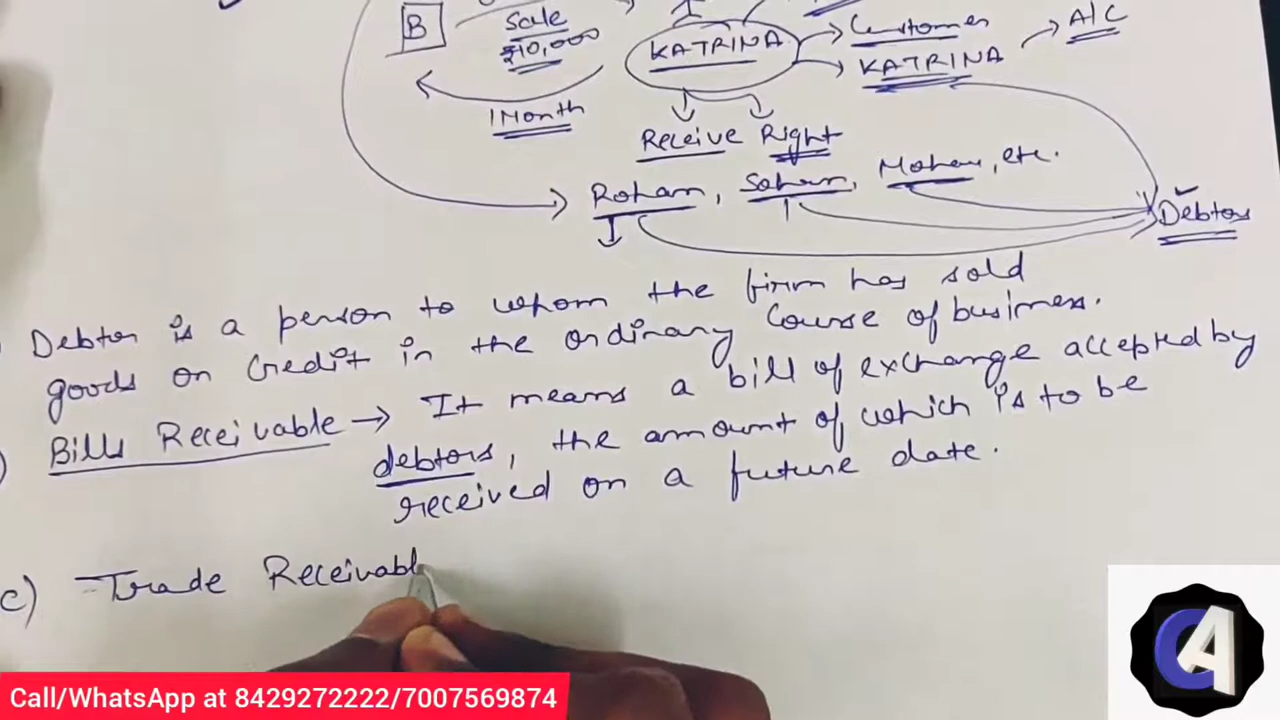 B
Sale
₹10,000
1 Month
KATRINA
Customer
KATRINA
A/C
Receive Right
Roham, Soham, Mohan, etc.
Debtors
Debtor is a person to whom the firm has sold
goods on credit in the ordinary course of business.
Bills Receivable → It means a bill of exchange accepted by
debtors, the amount of which is to be
received on a future date.
c) Trade Receivabl
CA
Call/WhatsApp at 8429272222/7007569874